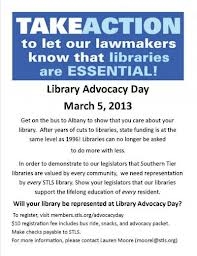 TAKEACTION
to let our lawmakers
know that libraries
are ESSENTIAL!
Library Advocacy Day
March 5, 2013
Get on the bus to Albany to show that you care about your
library. After years of cuts to libraries, state funding is at the
same level as 1996! Libraries can no longer be asked
to do more with less.
In order to demonstrate to our legislators that Southern Tier
libraries are valued by every community, we need representation
by every STLS library. Show your legislators that our libraries
support the lifelong education of every resident.
Will your library be represented at Library Advocacy Day?
To register, visit members.stls.org/advocacyday
$10 registration fee includes bus ride, snacks, and advocacy packet.
Make checks payable to STLS.
For more information, please contact Lauren Moore (moorel@stls.org)